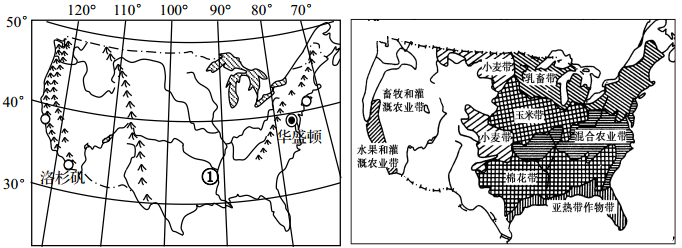 120° 110° 100° 90° 80° 70°
50°
40°
30°
华盛顿
洛杉矶
①
小麦带
乳畜带
畜牧和灌
溉农业带
玉米带
混合农业带
小麦带
水果和灌
溉农业带
棉花带
亚热带作物带